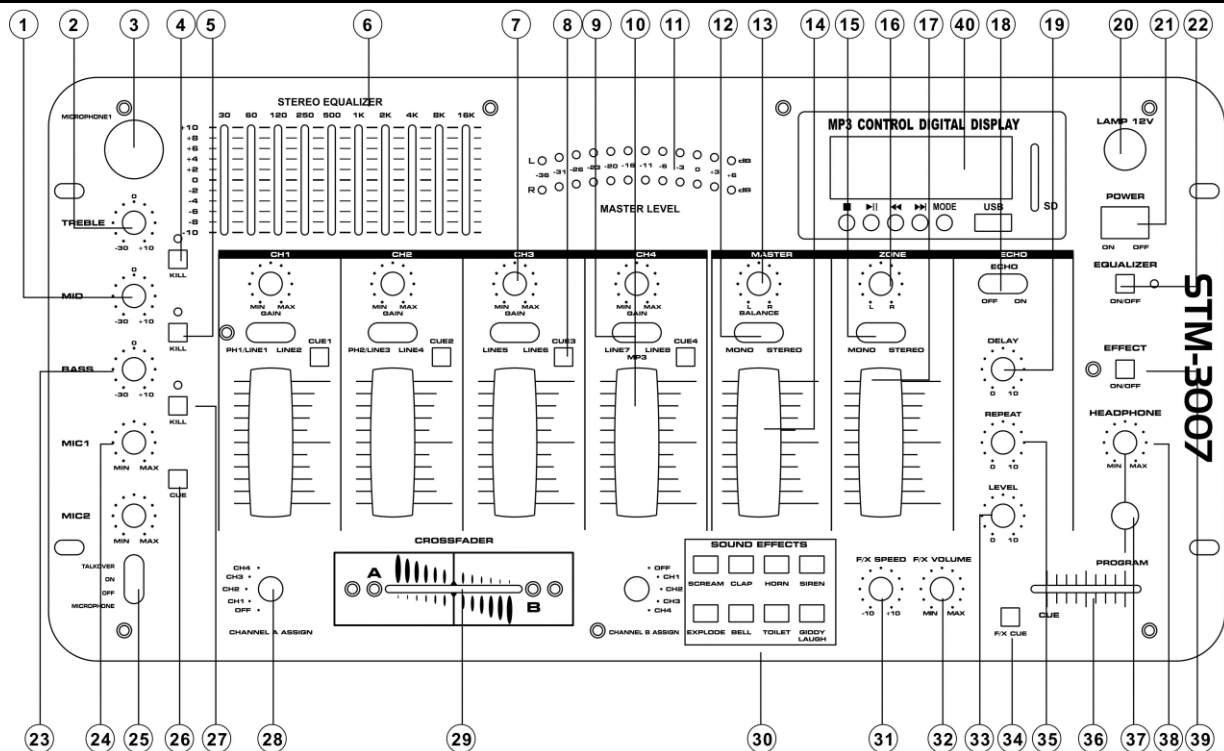 1 2 3 4 5 6 7 8 9 10 11 12 13 14 15 16 17 40 18 19 20 21 22
MICROPHONE1
STEREO EQUALIZER
30 60 120 250 500 1K 2K 4K 8K 16K
+10
+8
+6
+4
+2
0
-2
-4
-6
-8
-10
L
-36 -31 -26 -23 -20 -16 -11 -6 -3 0 +3 +6
dB
R
dB
MASTER LEVEL
MP3 CONTROL DIGITAL DISPLAY
MODE
USB
SD
LAMP 12V
POWER
ON OFF
EQUALIZER
ON/OFF
EFFECT
ON/OFF
HEADPHONE
MIN MAX
STM-3007
TREBLE
0
-30 +10
KILL
MID
0
-30 +10
KILL
BASS
0
-30 +10
KILL
MIC1
MIN MAX
CUE
MIC2
MIN MAX
TALKOVER
ON
OFF
MICROPHONE
CH1 CH2 CH3 CH4 MASTER ZONE ECHO
MIN MAX
GAIN
PH1/LINE1 LINE2
CUE1
MIN MAX
GAIN
PH2/LINE3 LINE4
CUE2
MIN MAX
GAIN
LINE5 LINE6
CUE3
MIN MAX
GAIN
LINE7 LINE8
MP3
CUE4
L R
BALANCE
MONO STEREO
L R
MONO STEREO
ECHO
OFF ON
DELAY
0 10
REPEAT
0 10
LEVEL
0 10
CH4
CH3
CH2
CH1
OFF
CHANNEL A ASSIGN
CROSSFADER
A
B
OFF
CH1
CH2
CH3
CH4
CHANNEL B ASSIGN
SOUND EFFECTS
SCREAM CLAP HORN SIREN
EXPLODE BELL TOILET GIDDY LAUGH
F/X SPEED
-10 +10
F/X VOLUME
MIN MAX
F/X CUE
PROGRAM
CUE
23 24 25 26 27 28 29 30 31 32 33 34 35 36 37 38 39